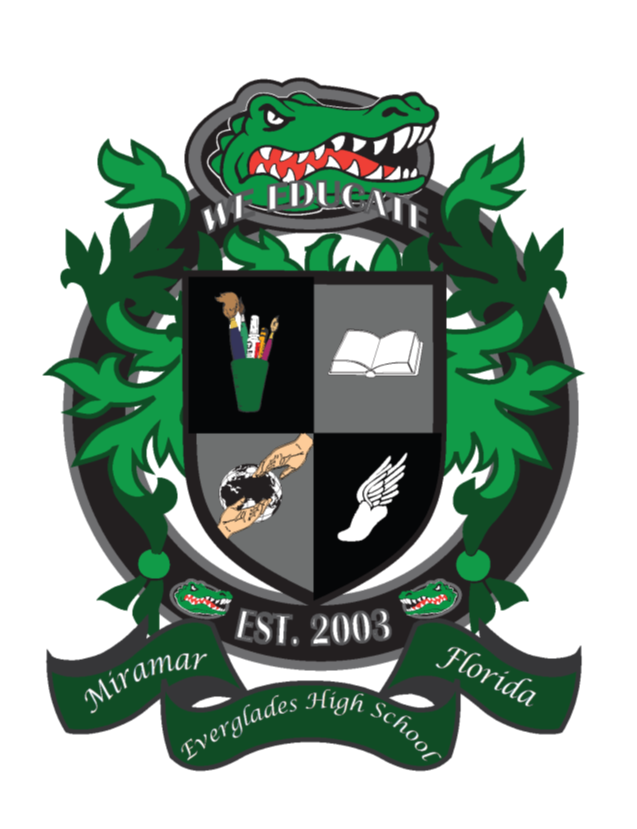 WE EDUCATE
EST. 2003
Miramar
Everglades High School
Florida